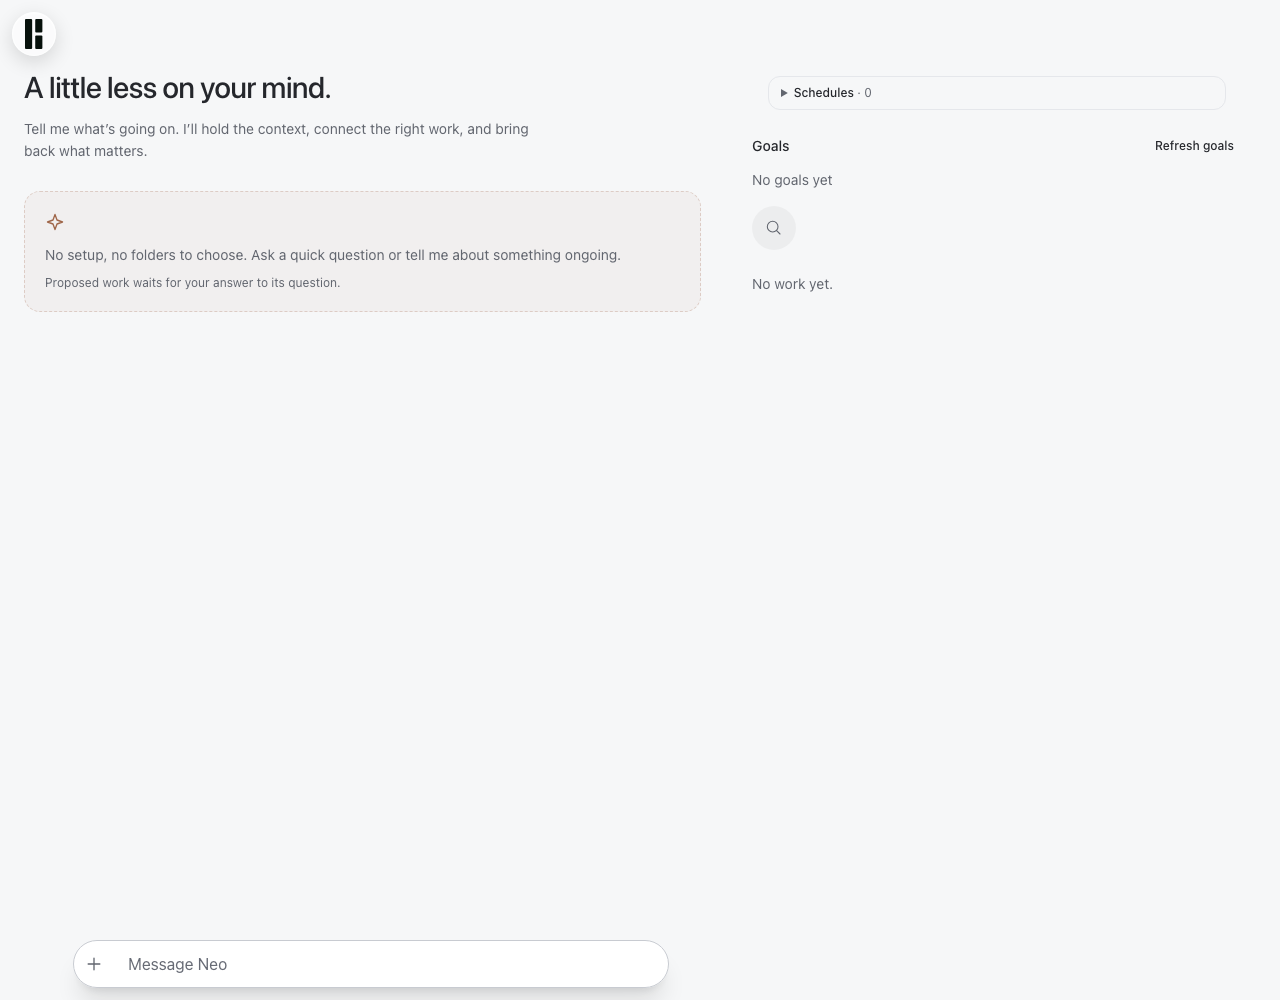 A little less on your mind.
Tell me what’s going on. I’ll hold the context, connect the right work, and bring
back what matters.
No setup, no folders to choose. Ask a quick question or tell me about something ongoing.
Proposed work waits for your answer to its question.
Message Neo
Schedules · 0
Goals
Refresh goals
No goals yet
No work yet.